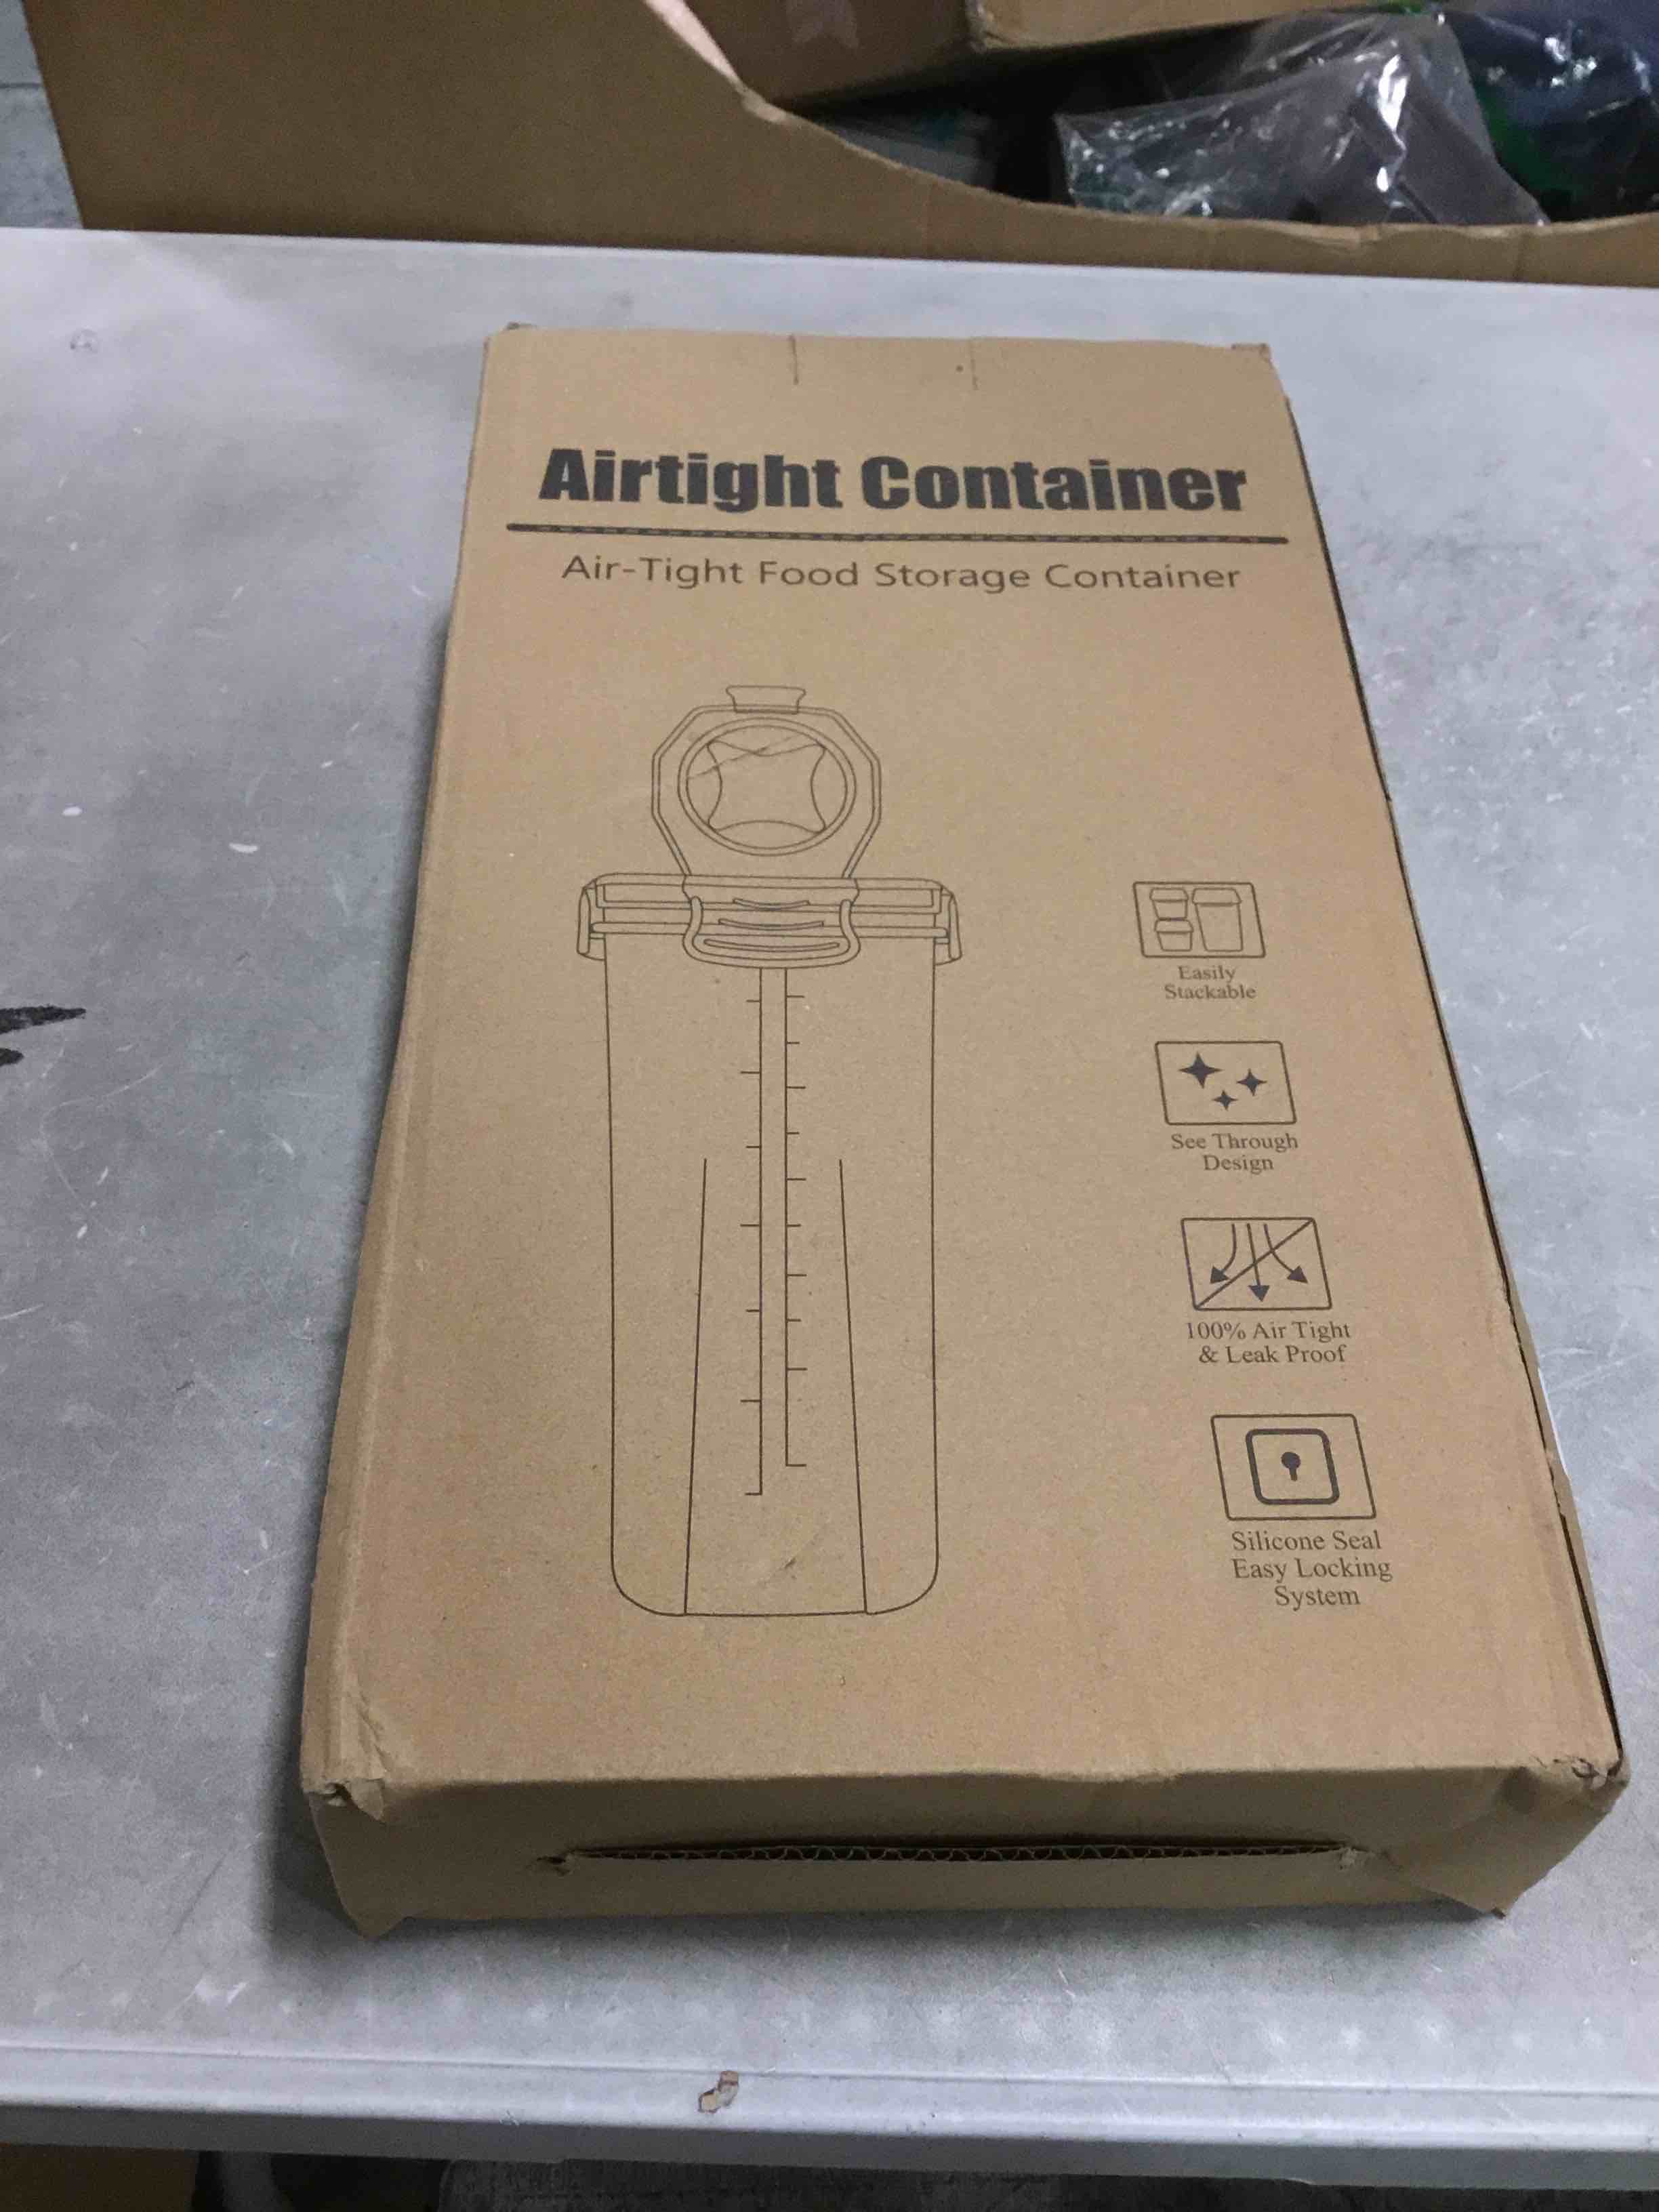 Airtight Container
Air-Tight Food Storage Container
Easily
Stackable
See Through
Design
100% Air Tight
& Leak Proof
Silicone Seal
Easy Locking
System